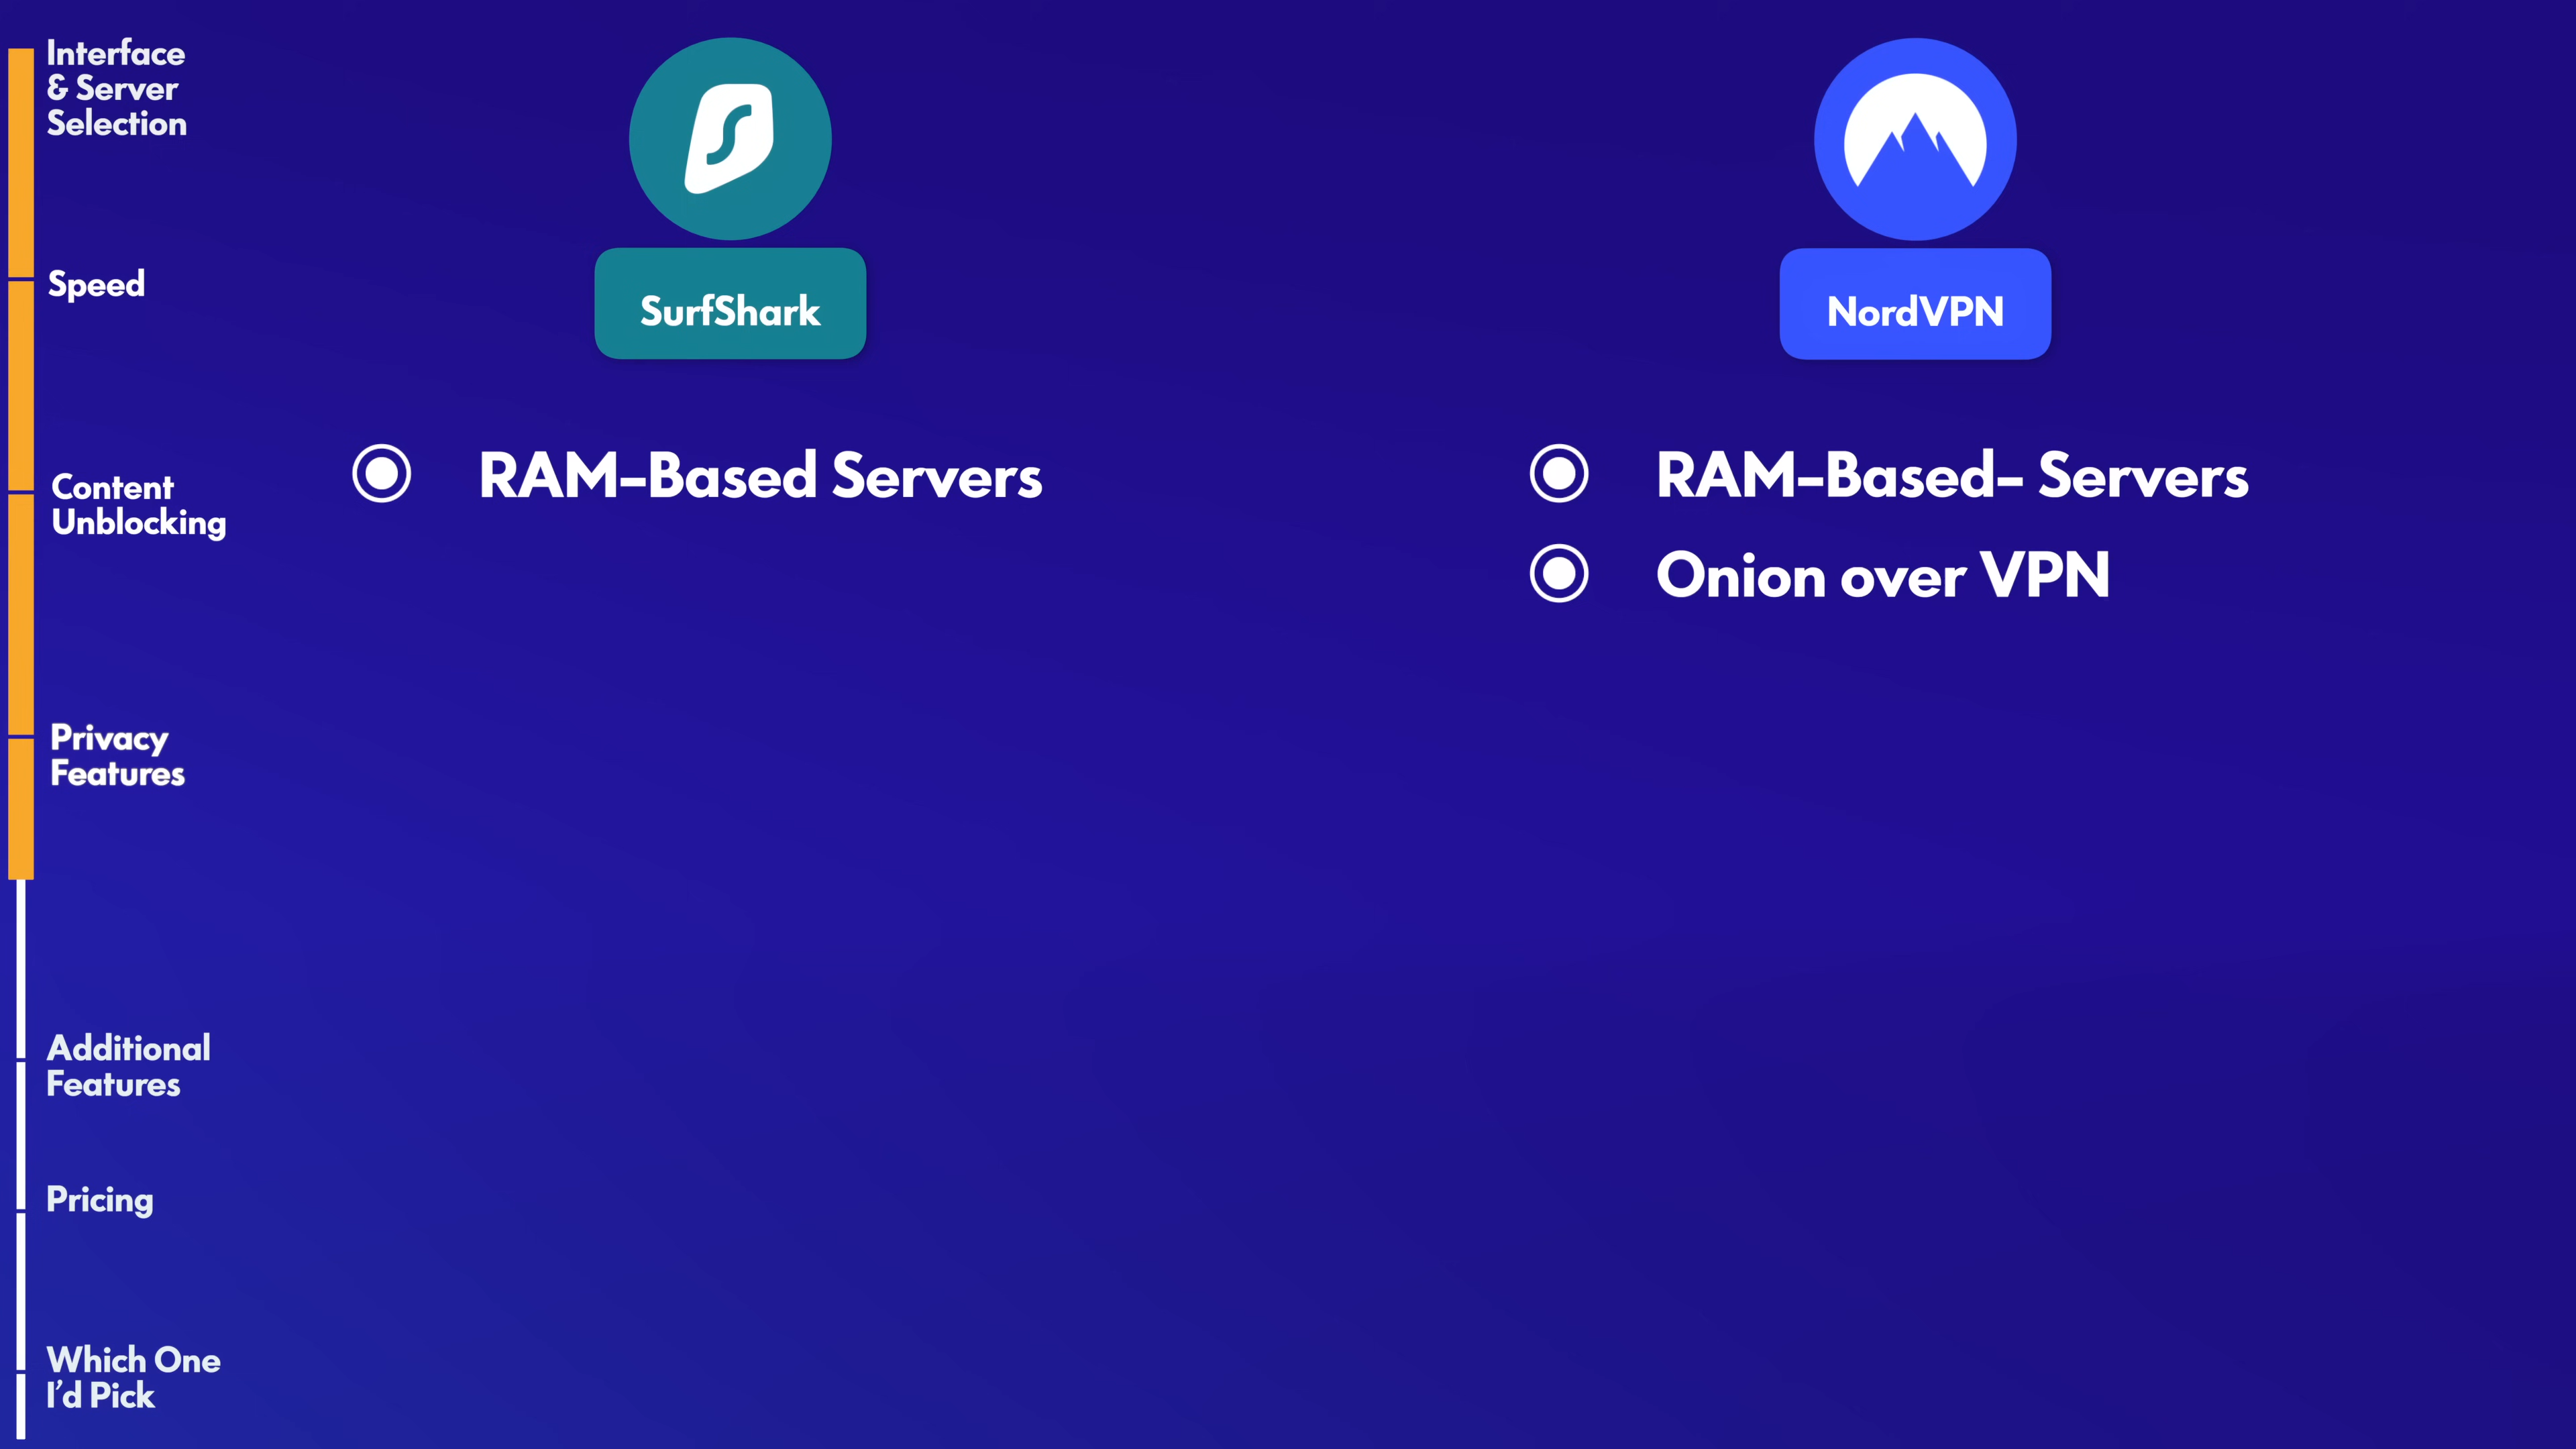 Interface
& Server
Selection
Speed
Content
Unblocking
Privacy
Features
Additional
Features
Pricing
Which One
I'd Pick
SurfShark
RAM-Based Servers
NordVPN
RAM-Based- Servers
Onion over VPN